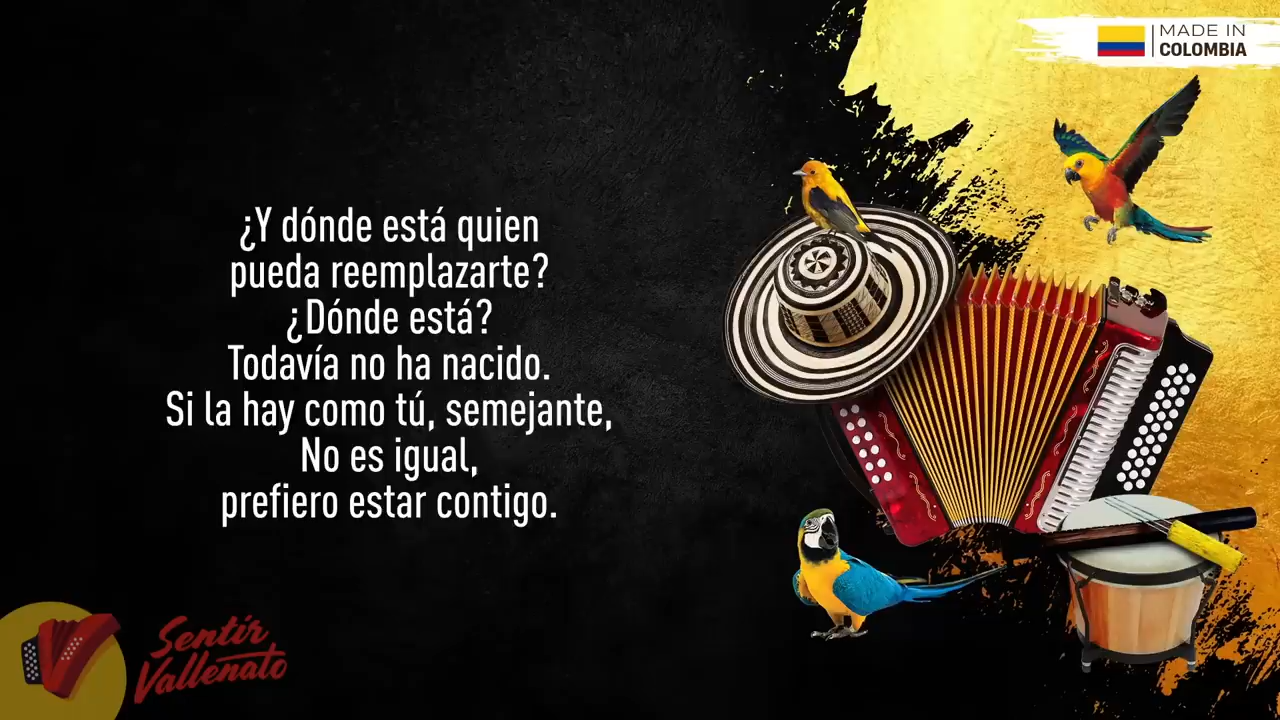 MADE IN
COLOMBIA
¿Y dónde está quien
pueda reemplazarte?
¿Dónde está?
Todavía no ha nacido.
Si la hay como tú, semejante,
No es igual,
prefiero estar contigo.
Sentir
Vallenato